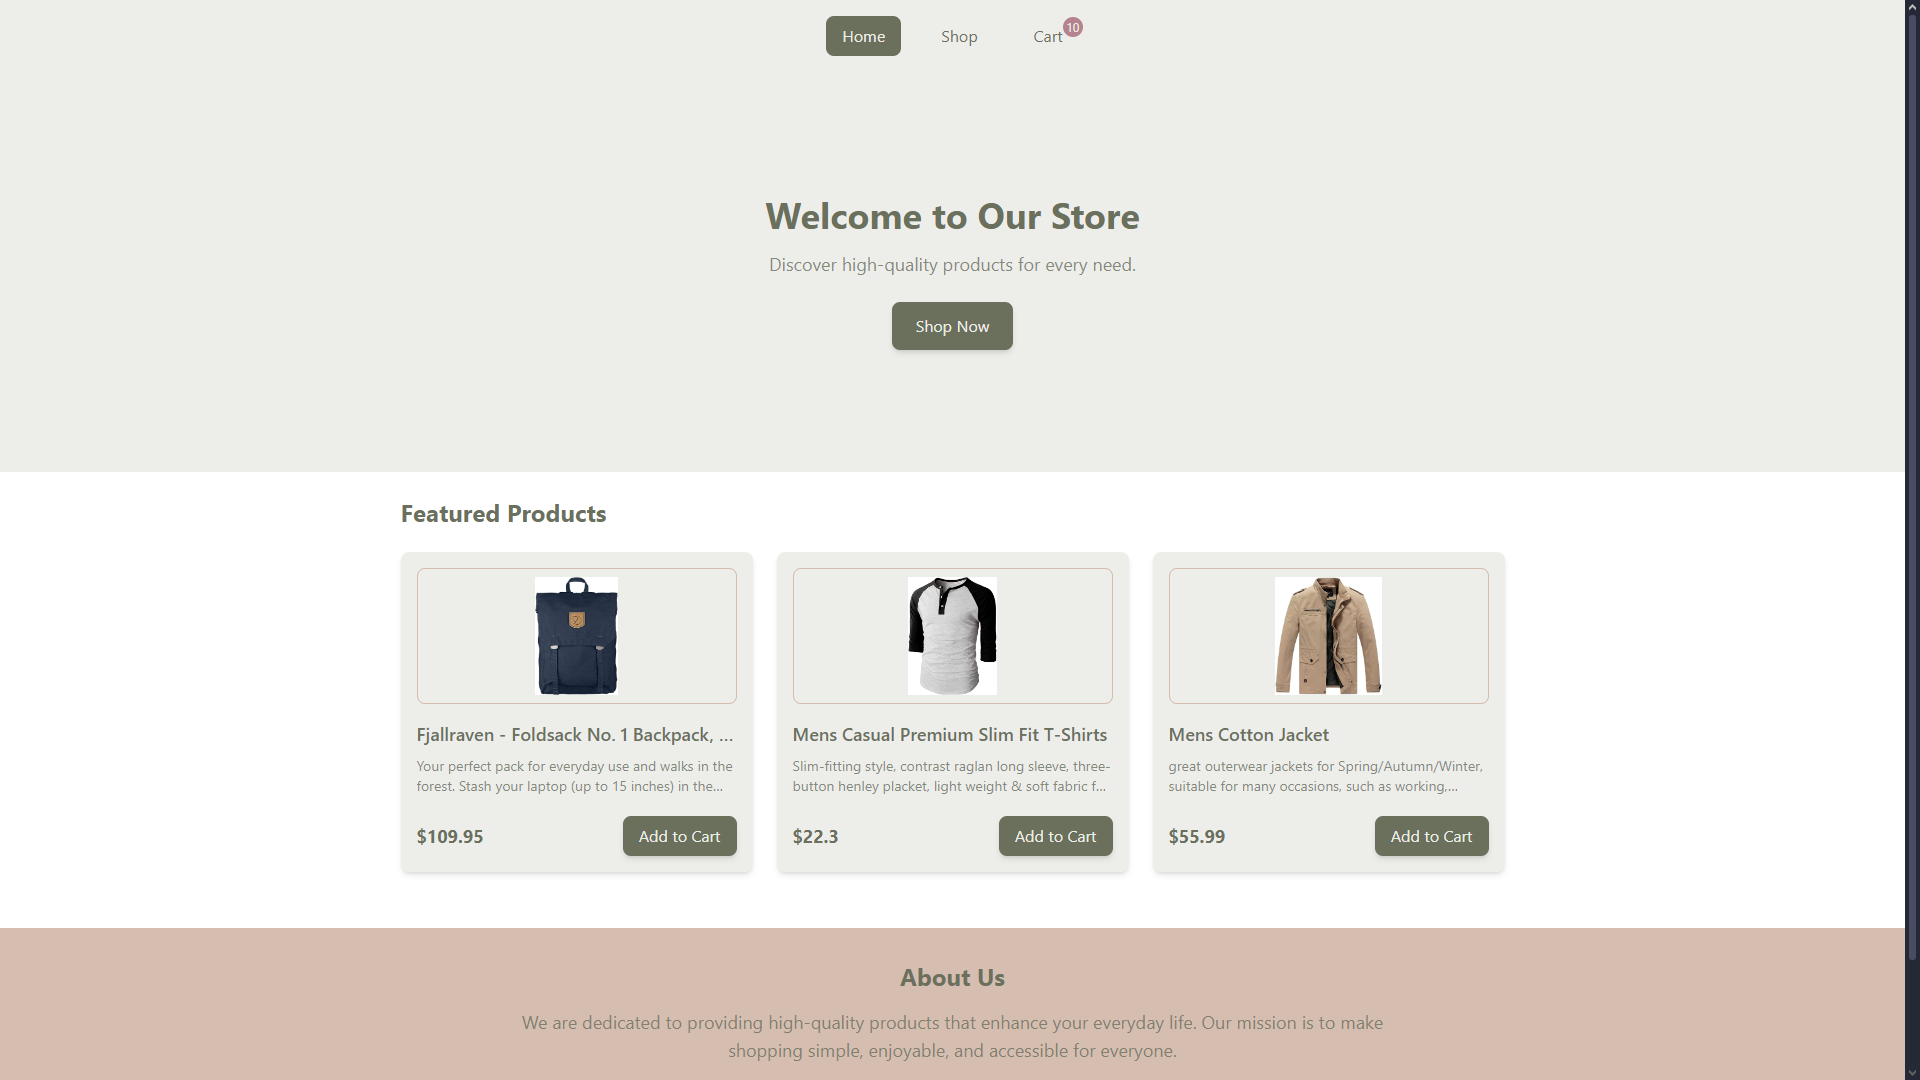 Home
Shop
Cart
10
Welcome to Our Store
Discover high-quality products for every need.
Shop Now
Featured Products
Fjallraven - Foldsack No. 1 Backpack, ...
Your perfect pack for everyday use and walks in the
forest. Stash your laptop (up to 15 inches) in the...
$109.95
Add to Cart
Mens Casual Premium Slim Fit T-Shirts
Slim-fitting style, contrast raglan long sleeve, three-
button henley placket, light weight & soft fabric f...
$22.3
Add to Cart
Mens Cotton Jacket
great outerwear jackets for Spring/Autumn/Winter,
suitable for many occasions, such as working,...
$55.99
Add to Cart
About Us
We are dedicated to providing high-quality products that enhance your everyday life. Our mission is to make
shopping simple, enjoyable, and accessible for everyone.